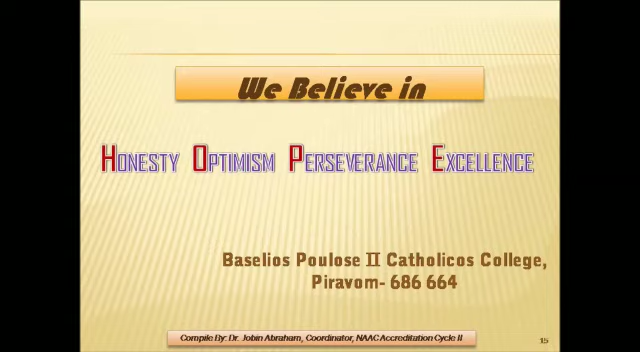 We Believe in
Honesty Optimism Perseverance Excellence
Baselios Poulose II Catholicos College,
Piravom- 686 664
Compile By: Dr. Jobin Abraham, Coordinator, NAAC Accreditation Cycle II
15